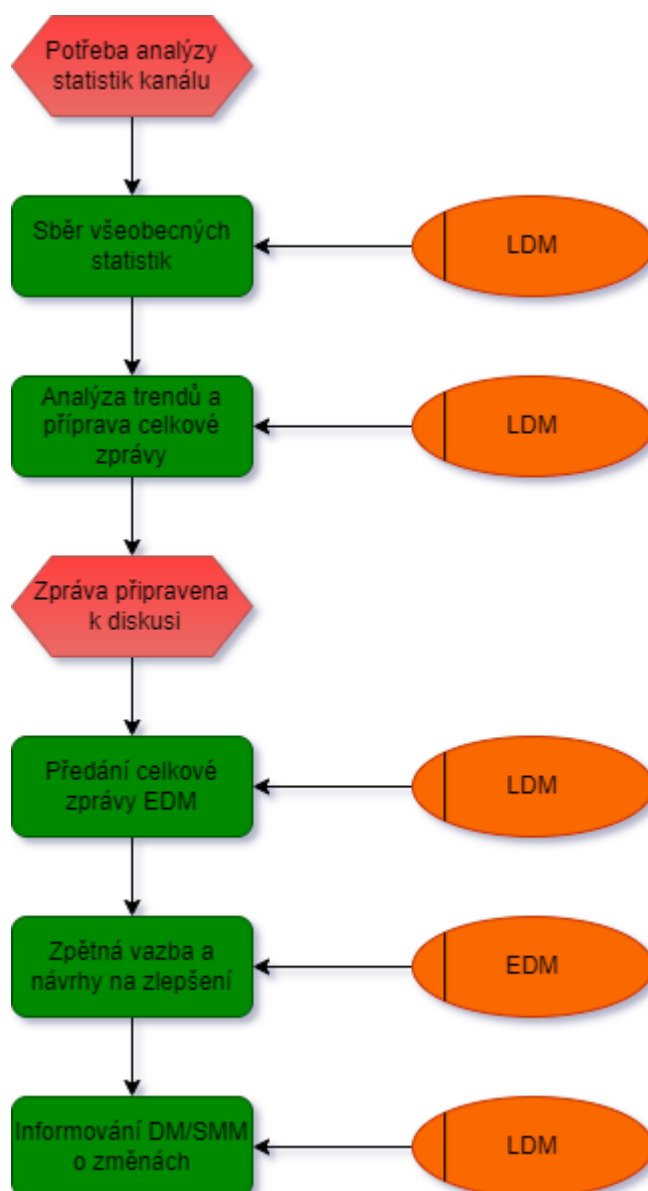 Potřeba analýzy
statistik kanálu
Sběr všeobecných
statistik
LDM
Analýza trendů a
příprava celkové
zprávy
LDM
Zpráva připravena
k diskusi
Předání celkové
zprávy EDM
LDM
Zpětná vazba a
návrhy na zlepšení
EDM
Informování DM/SMM
o změnách
LDM